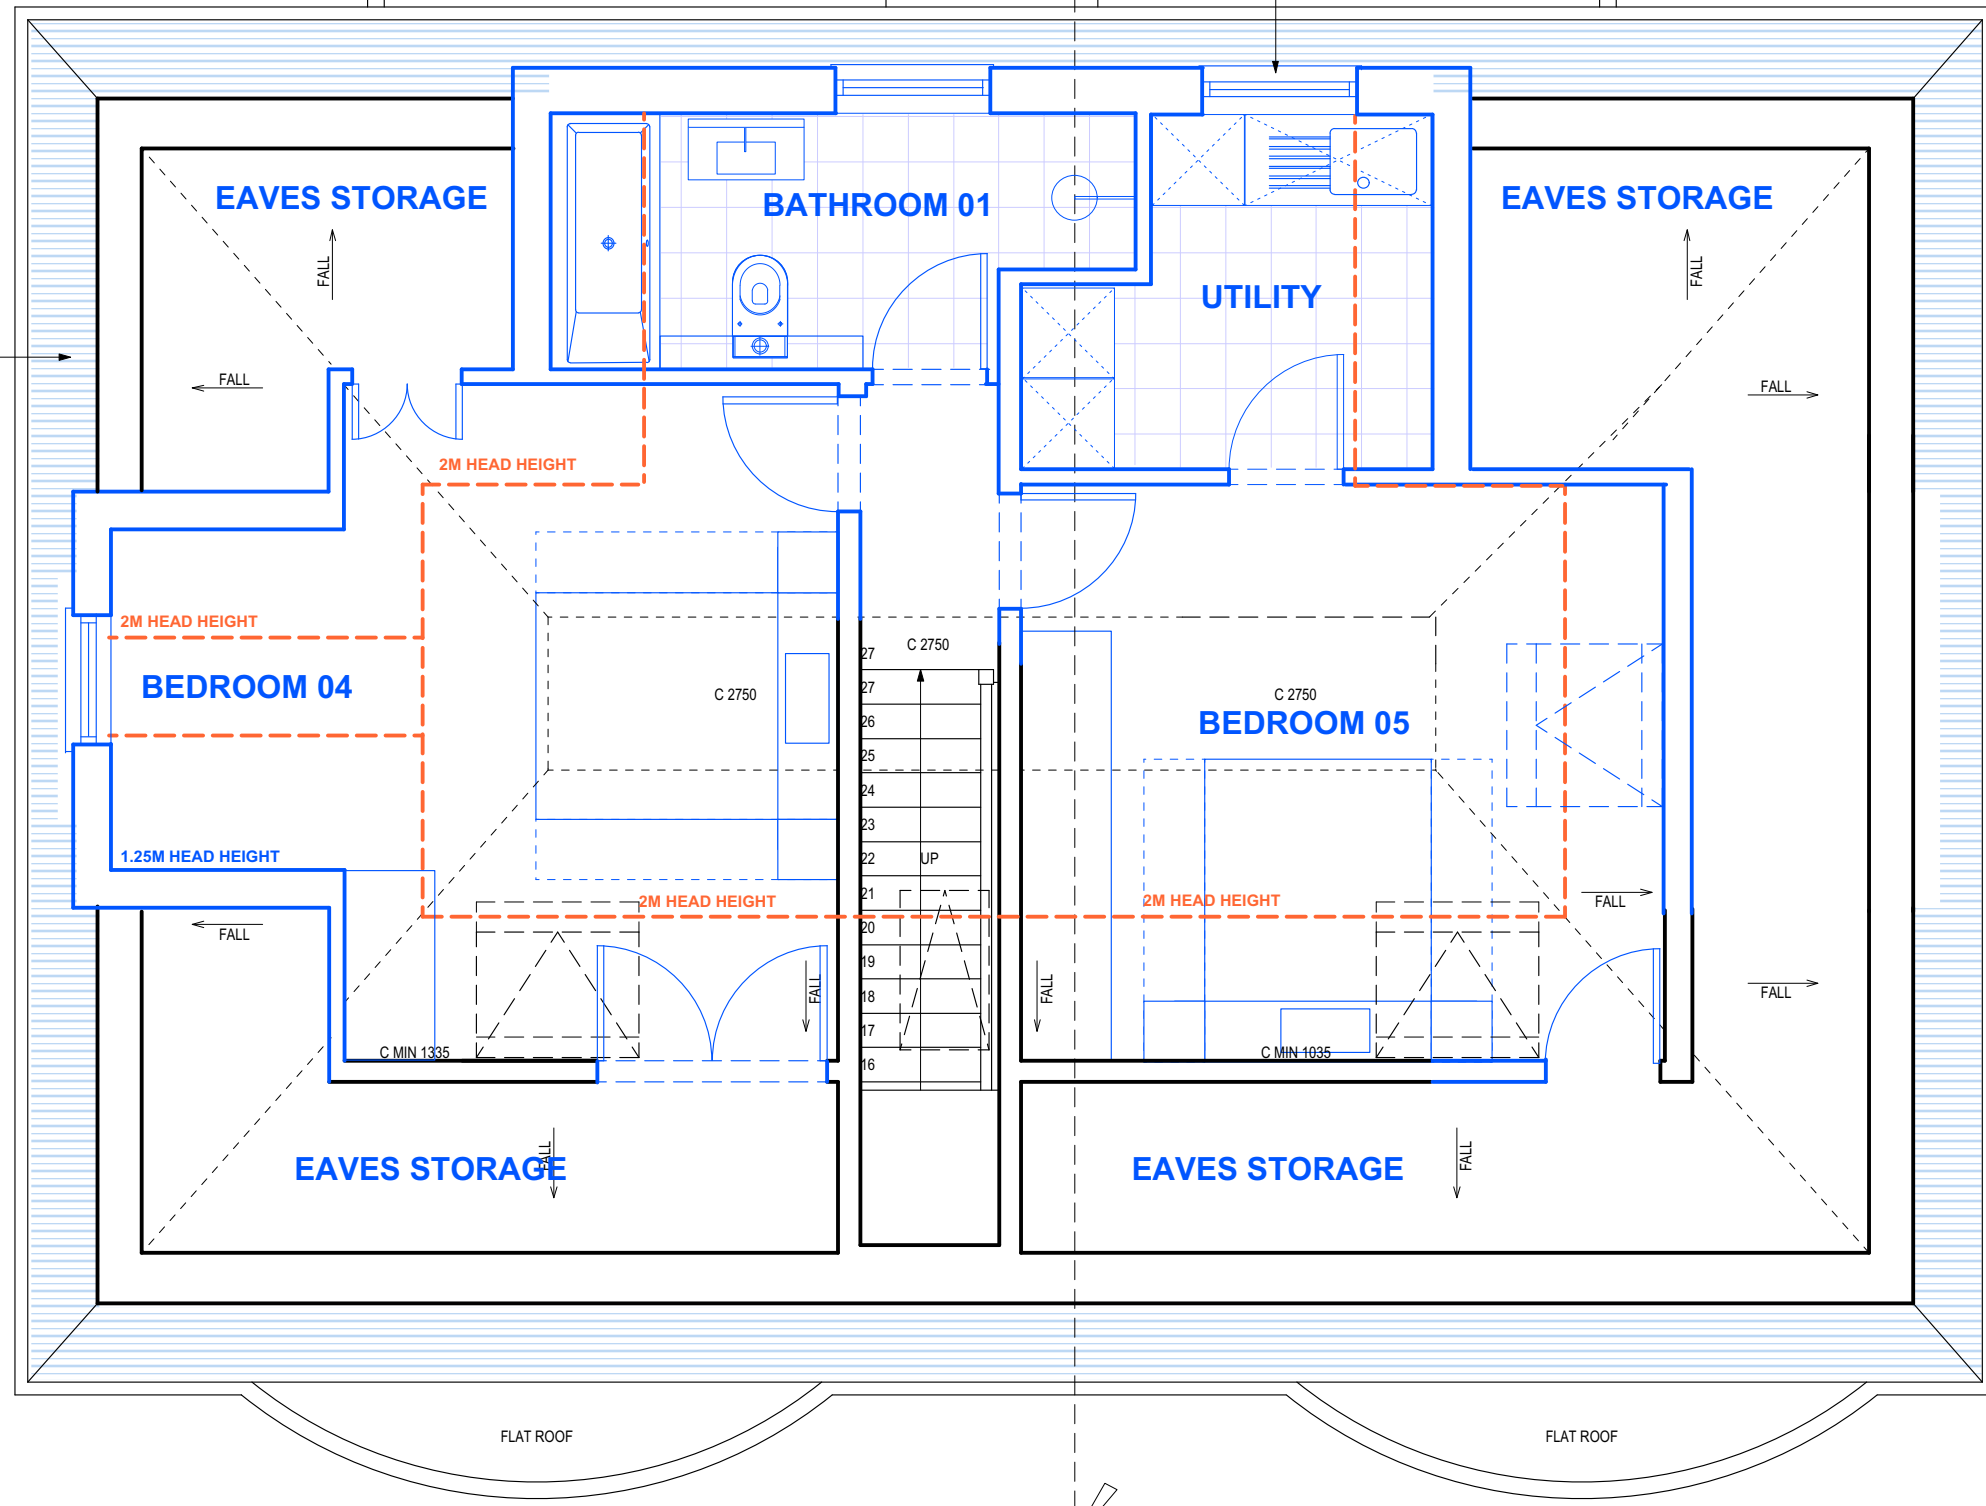 EAVES STORAGE
BATHROOM 01
EAVES STORAGE
FALL
FALL
UTILITY
FALL
FALL
2M HEAD HEIGHT
2M HEAD HEIGHT
27
C 2750
BEDROOM 04
C 2750
27
C 2750
BEDROOM 05
26
25
24
23
1.25M HEAD HEIGHT
22
UP
21
2M HEAD HEIGHT
2M HEAD HEIGHT
FALL
FALL
20
19
FALL
FALL
FALL
18
17
C MIN 1335
C MIN 1035
16
EAVES STORAGE
FALL
EAVES STORAGE
FALL
FLAT ROOF
FLAT ROOF